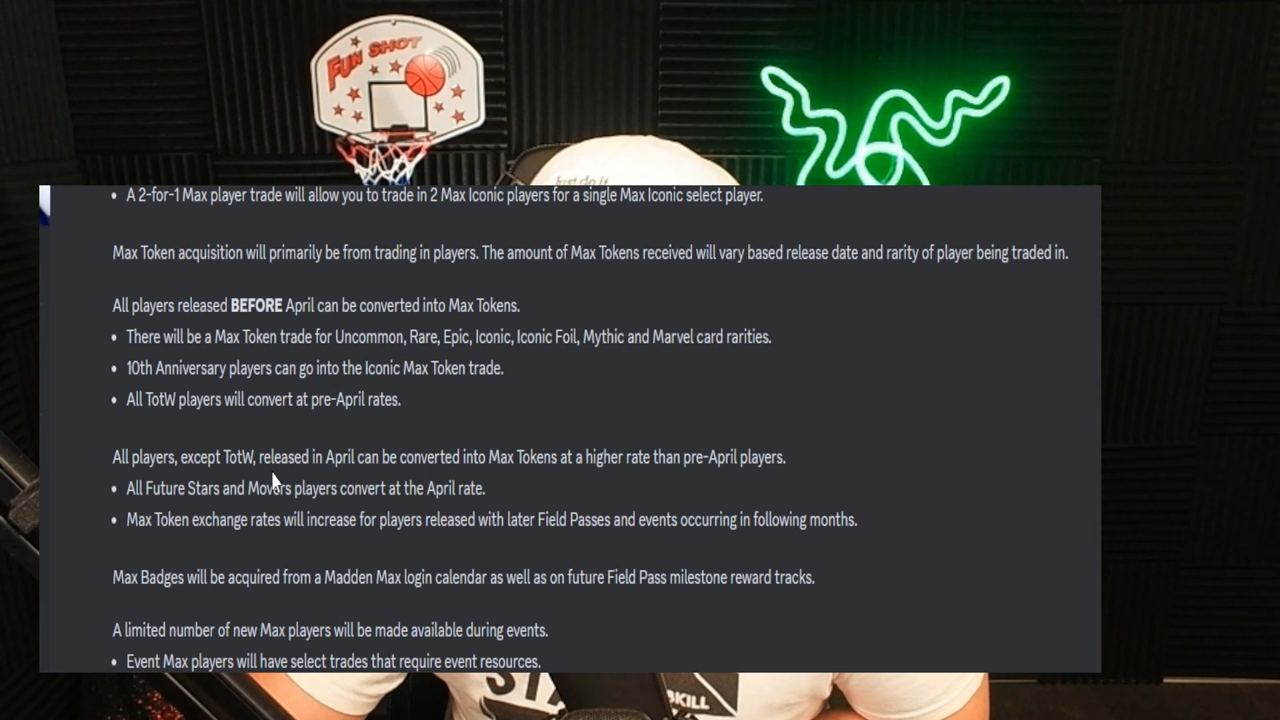 FUN SHOT
Just do it
• A 2-for-1 Max player trade will allow you to trade in 2 Max Iconic players for a single Max Iconic select player.
Max Token acquisition will primarily be from trading in players. The amount of Max Tokens received will vary based release date and rarity of player being traded in.
All players released BEFORE April can be converted into Max Tokens.
• There will be a Max Token trade for Uncommon, Rare, Epic, Iconic, Iconic Foil, Mythic and Marvel card rarities.
• 10th Anniversary players can go into the Iconic Max Token trade.
• All TotW players will convert at pre-April rates.
All players, except TotW, released in April can be converted into Max Tokens at a higher rate than pre-April players.
• All Future Stars and Movers players convert at the April rate.
• Max Token exchange rates will increase for players released with later Field Passes and events occurring in following months.
Max Badges will be acquired from a Madden Max login calendar as well as on future Field Pass milestone reward tracks.
A limited number of new Max players will be made available during events.
• Event Max players will have select trades that require event resources.
SKILL